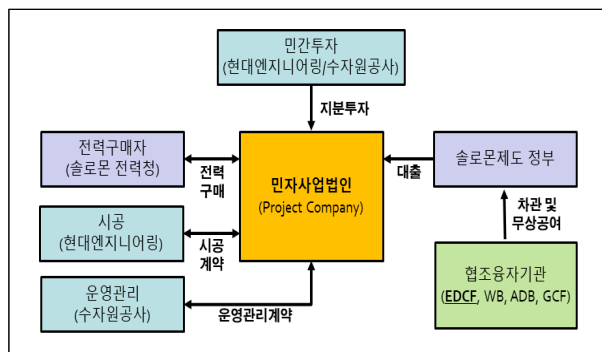 민간투자
(현대엔지니어링/수자원공사)
지분투자
전력구매자
(솔로몬 전력청)
전력
구매
민자사업법인
(Project Company)
대출
솔로몬제도 정부
시공
(현대엔지니어링)
시공
계약
차관 및
무상공여
운영관리
(수자원공사)
운영관리계약
협조융자기관
(EDCF, WB, ADB, GCF)